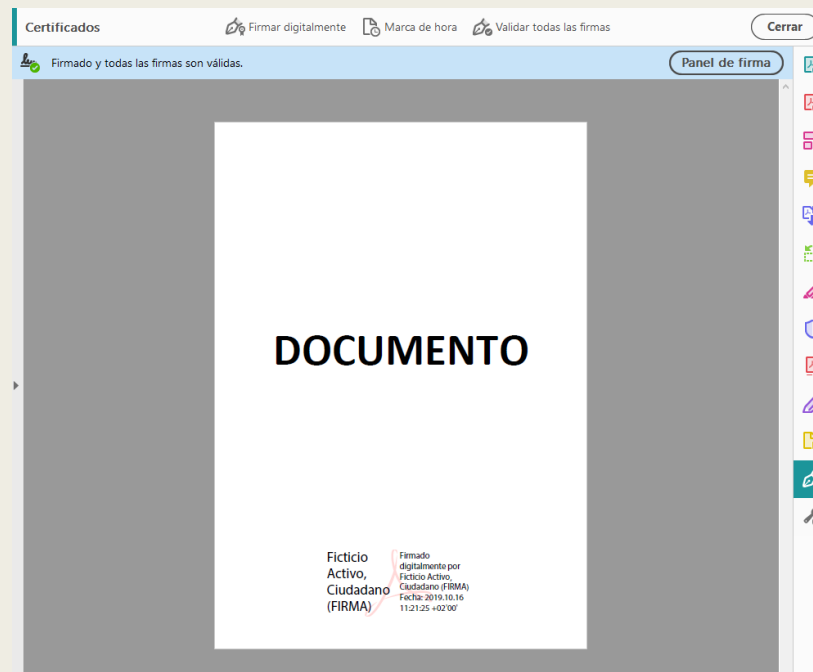 Certificados
Firmar digitalmente
Marca de hora
Validar todas las firmas
Cerrar
Firmado y todas las firmas son válidas.
Panel de firma
DOCUMENTO
Ficticio
Activo,
Ciudadano
(FIRMA)
Firmado
digitalmente por
Ficticio Activo,
Ciudadano (FIRMA)
Fecha: 2019.10.16
11:21:25 +02'00'